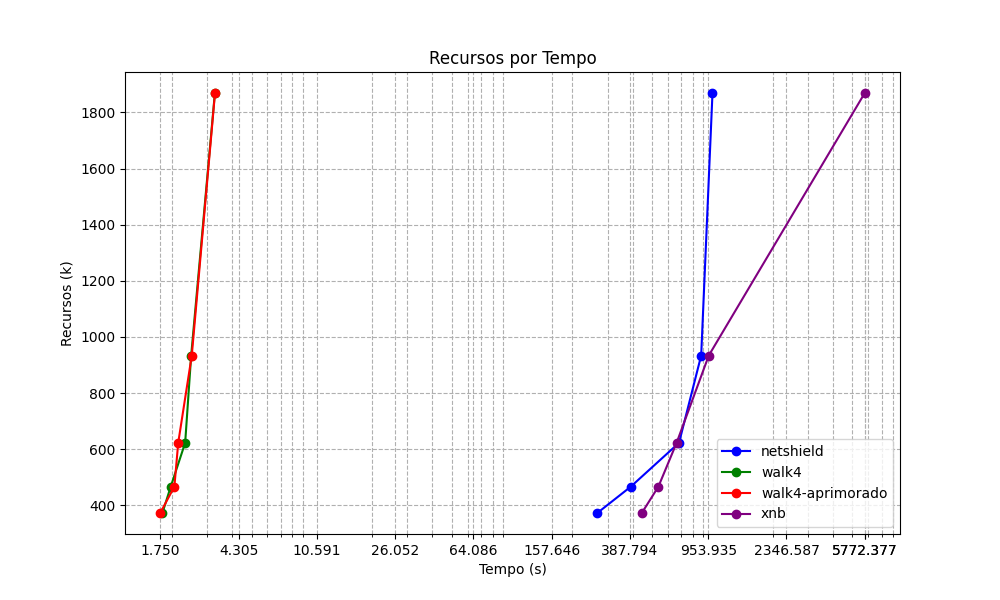 Recursos por Tempo
1800
1600
1400
1200
1000
800
600
400
Recursos (k)
netshield
walk4
walk4-aprimorado
xnb
1.750 4.305 10.591 26.052 64.086 157.646 387.794 953.935 2346.587 5772.377
Tempo (s)